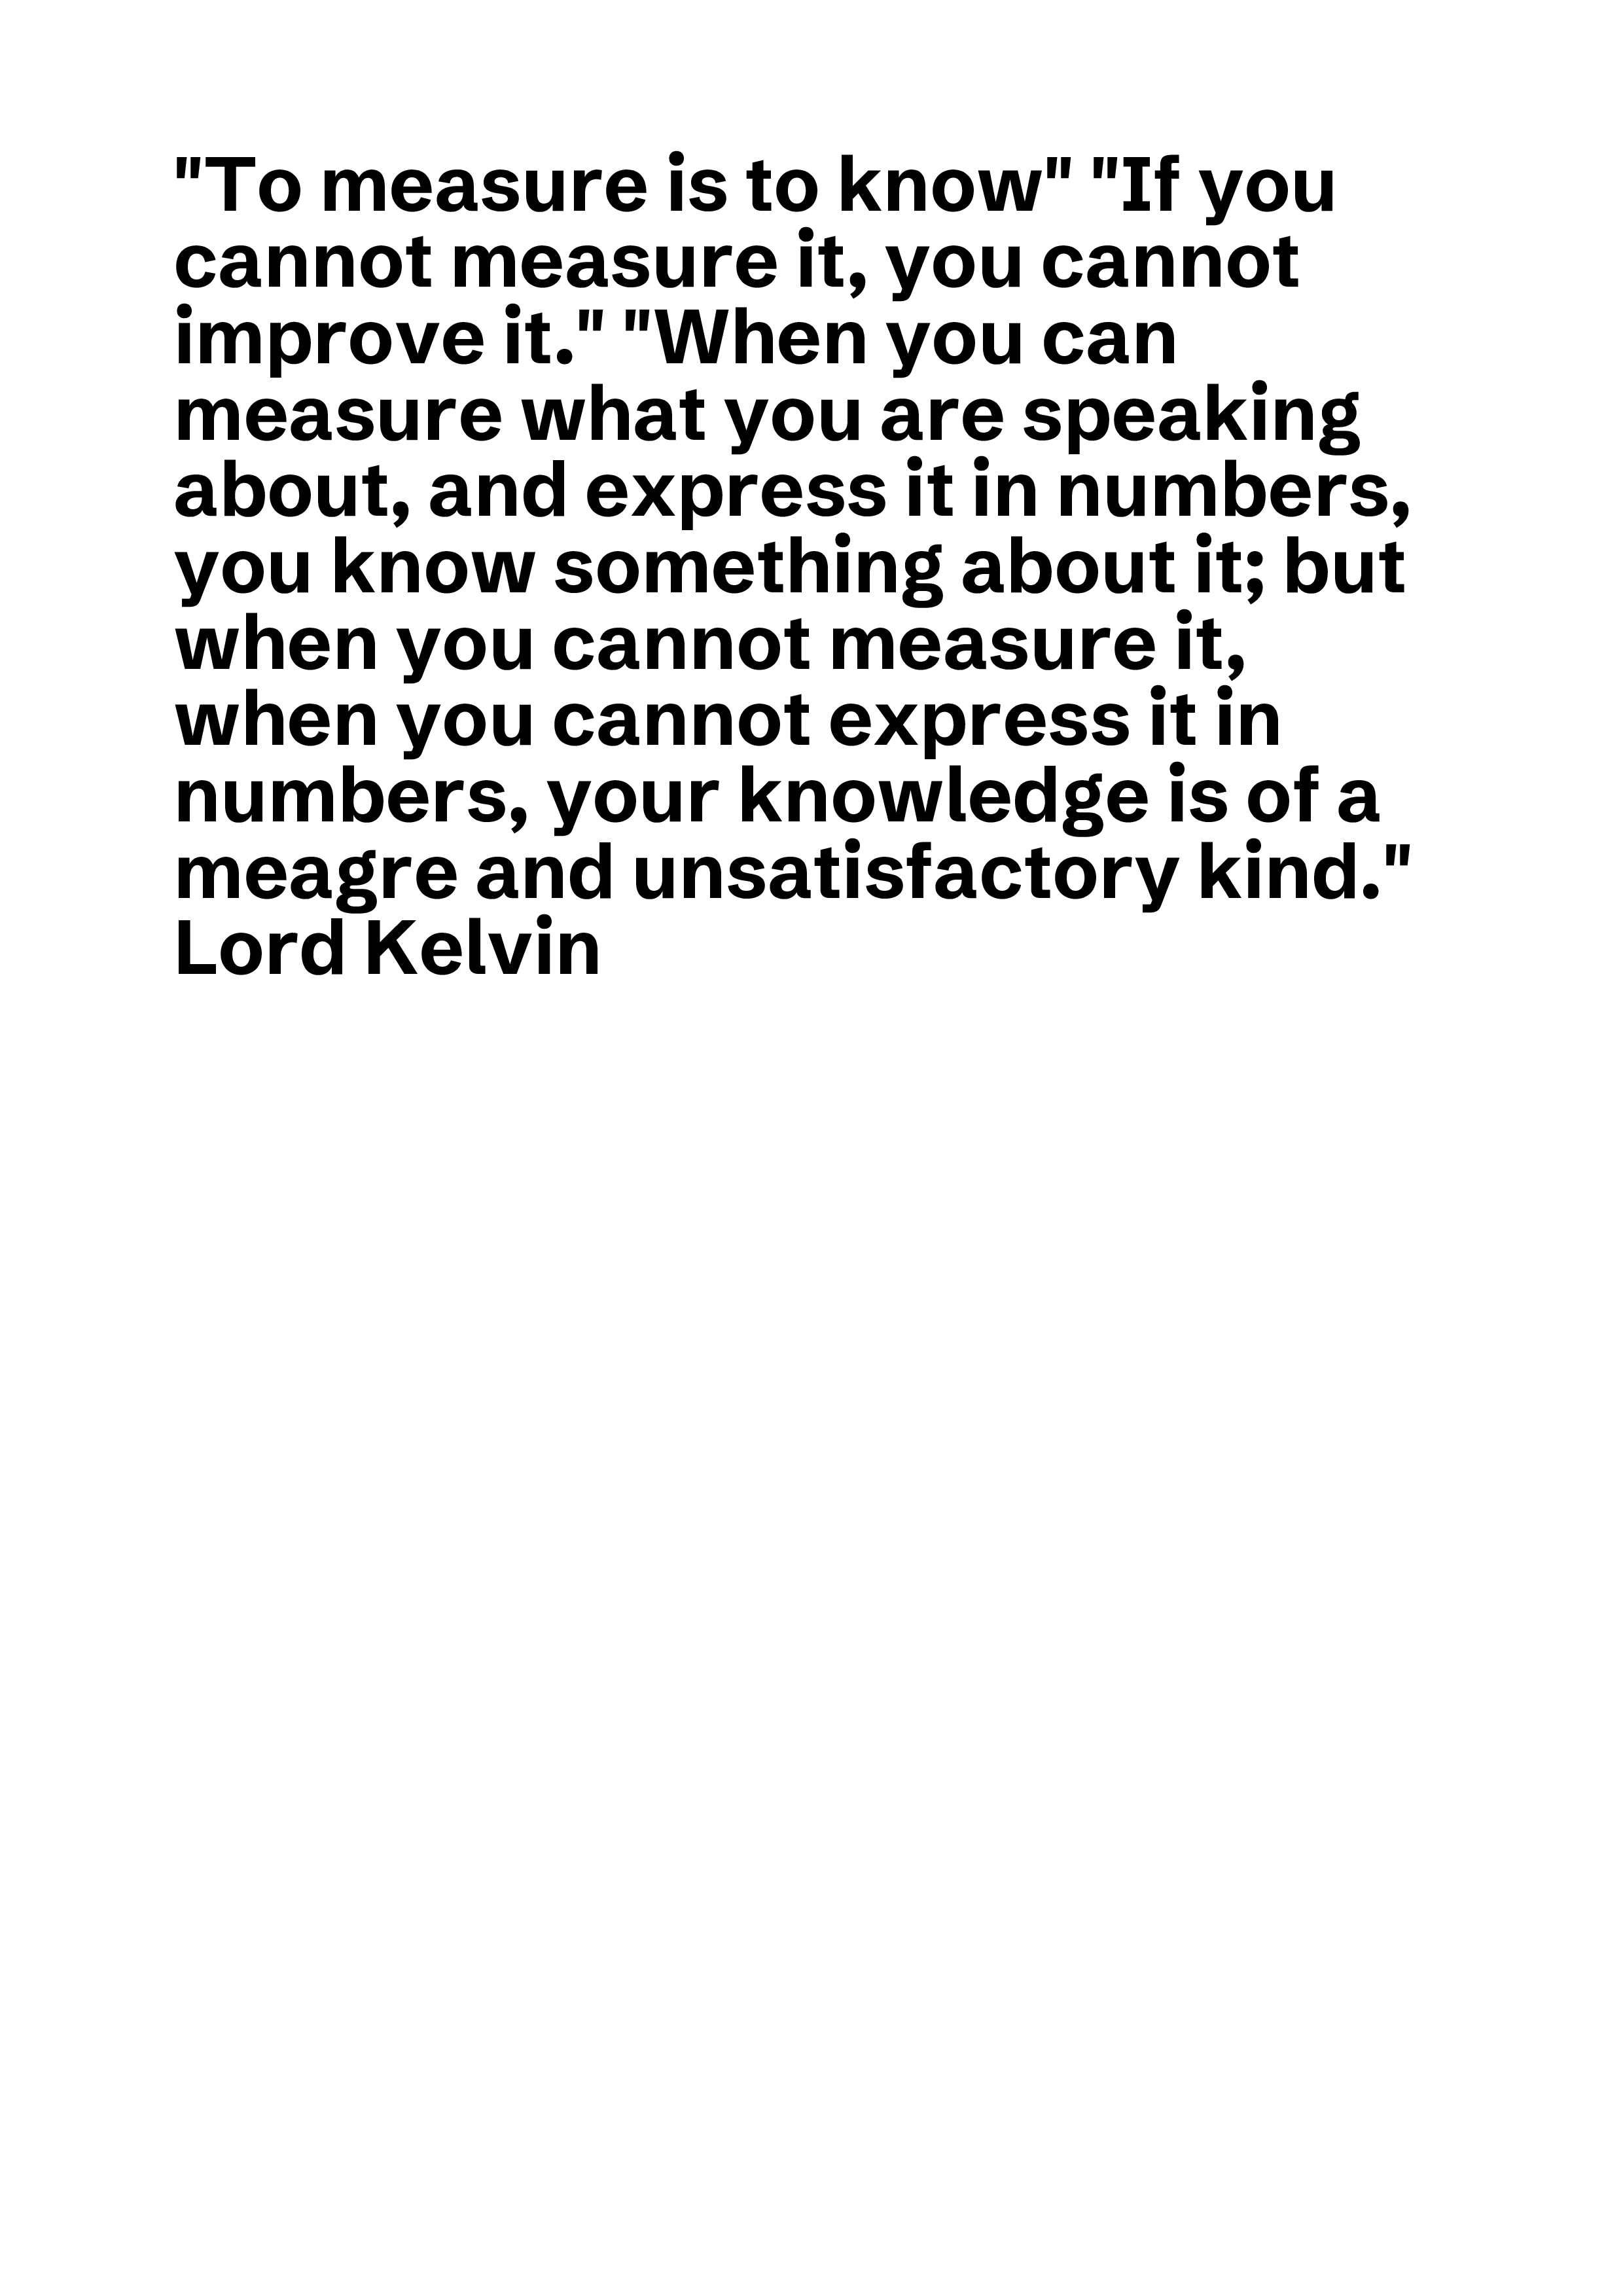 "To measure is to know" "If you
cannot measure it, you cannot
improve it." "When you can
measure what you are speaking
about, and express it in numbers,
you know something about it; but
when you cannot measure it,
when you cannot express it in
numbers, your knowledge is of a
meagre and unsatisfactory kind."
Lord Kelvin